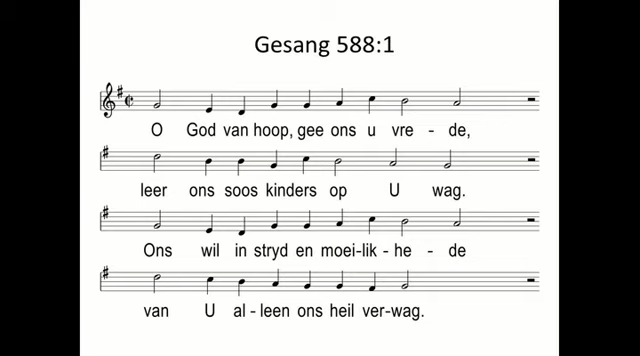 Gesang 588:1
O God van hoop, gee ons u vre - de,
leer ons soos kinders op U wag.
Ons wil in stryd en moei-lik - he - de
van U al - leen ons heil ver-wag.